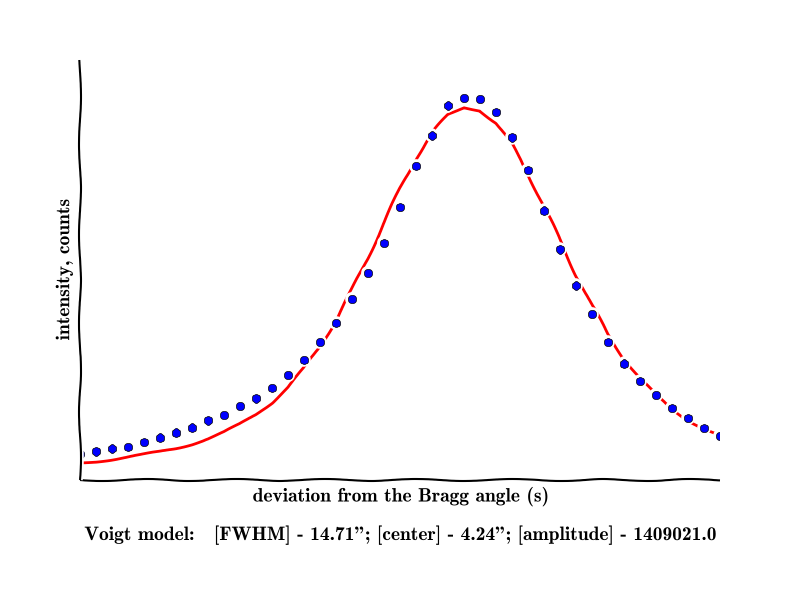 intensity, counts
deviation from the Bragg angle (s)
Voigt model: [FWHM] - 14.71”; [center] - 4.24”; [amplitude] - 1409021.0